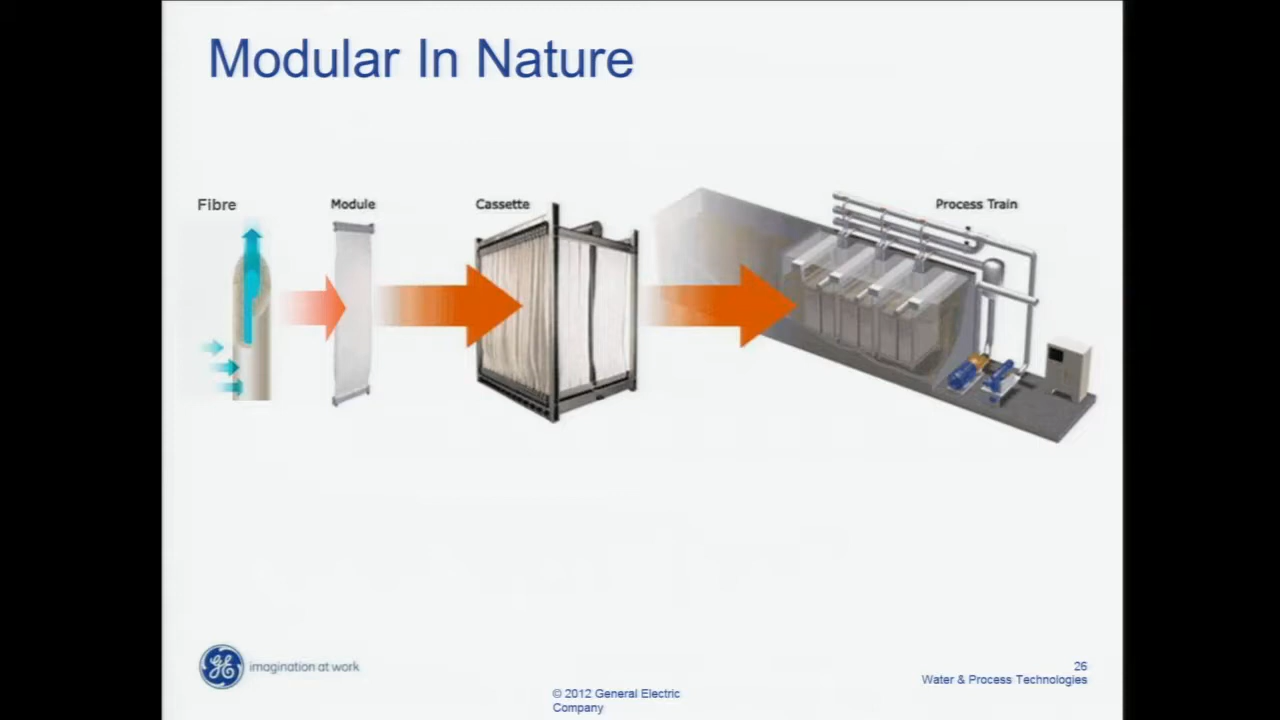 Modular In Nature
Fibre
Module
Cassette
Process Train
imagination at work
26
Water & Process Technologies
© 2012 General Electric
Company